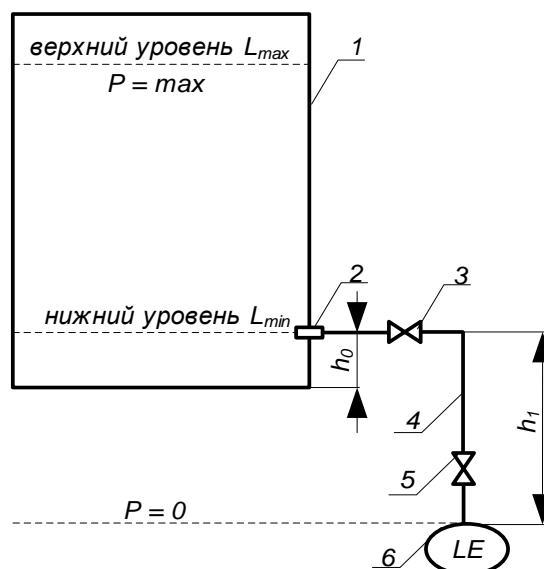 верхний уровень Lmax
1
P = max
2
3
нижний уровень Lmin
h0
4
h1
5
P = 0
6
LE